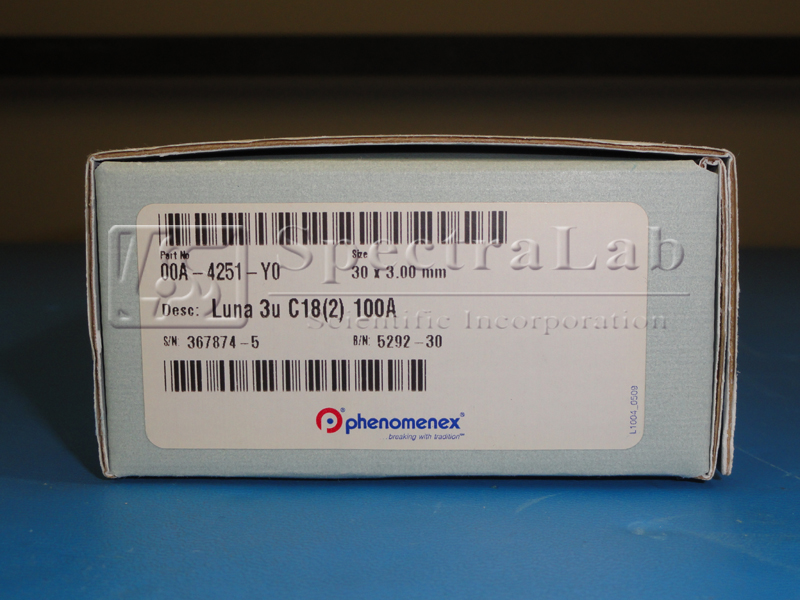 Part No Size
00A-4251-Y0 30 x 3.00 mm
SpectraLab
Scientific Incorporation
Desc: Luna 3u C18(2) 100A
S/N: 367874-5 B/N: 5292-30
phenomenex®
...breaking with tradition™
L1004_0509